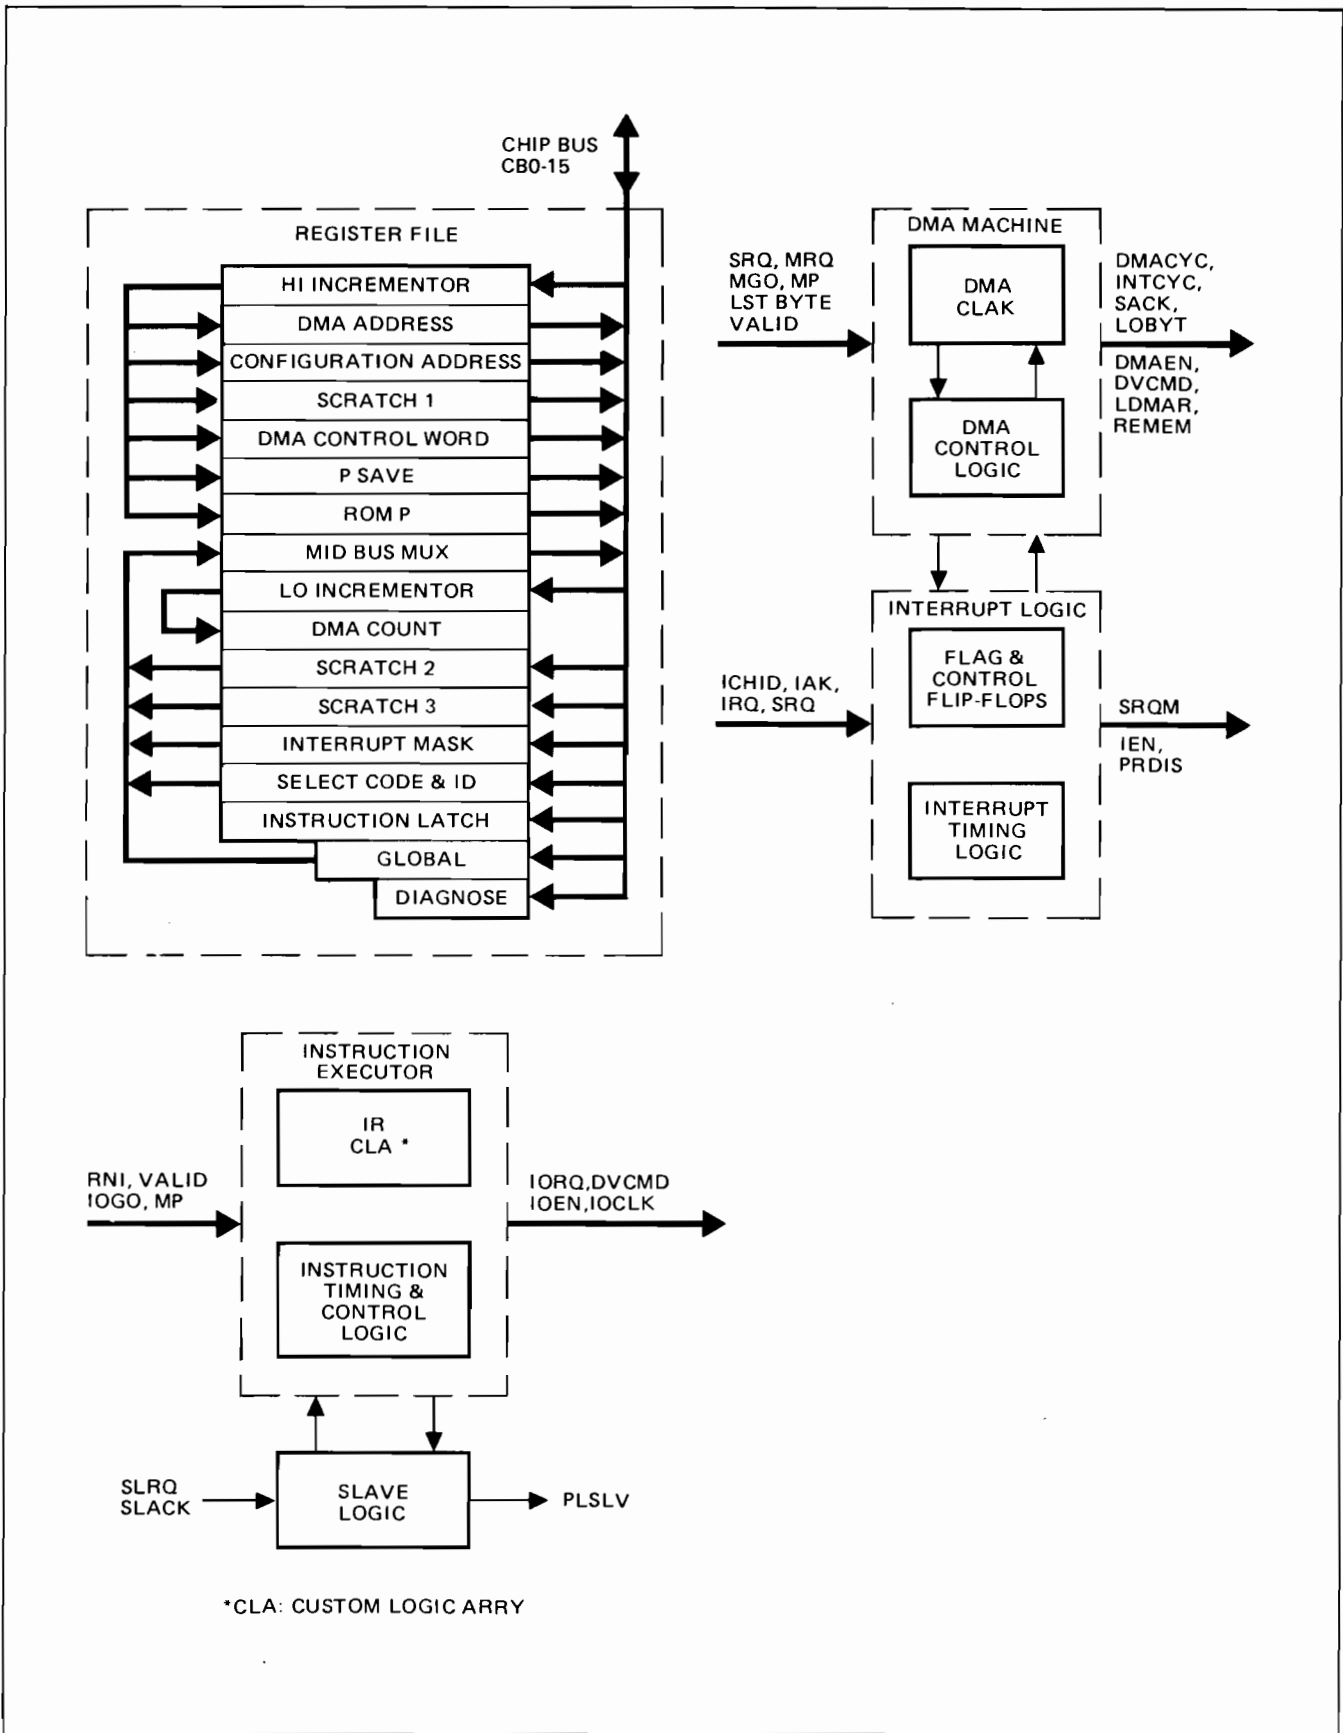 CHIP BUS
CB0-15
REGISTER FILE
HI INCREMENTOR
DMA ADDRESS
CONFIGURATION ADDRESS
SCRATCH 1
DMA CONTROL WORD
P SAVE
ROM P
MID BUS MUX
LO INCREMENTOR
DMA COUNT
SCRATCH 2
SCRATCH 3
INTERRUPT MASK
SELECT CODE & ID
INSTRUCTION LATCH
GLOBAL
DIAGNOSE
SRQ, MRQ
MGO, MP
LST BYTE
VALID
DMA MACHINE
DMA
CLAK
DMA
CONTROL
LOGIC
DMACYC,
INTCYC,
SACK,
LOBYT
DMAEN,
DVCMD,
LDMAR,
REMEM
ICHID, IAK,
IRQ, SRQ
INTERRUPT LOGIC
FLAG &
CONTROL
FLIP-FLOPS
INTERRUPT
TIMING
LOGIC
SRQM
IEN,
PRDIS
RNI, VALID
IOGO, MP
INSTRUCTION
EXECUTOR
IR
CLA *
INSTRUCTION
TIMING &
CONTROL
LOGIC
IORQ,DVCMD
IOEN,IOCLK
SLRQ
SLACK
SLAVE
LOGIC
PLSLV
*CLA: CUSTOM LOGIC ARRY